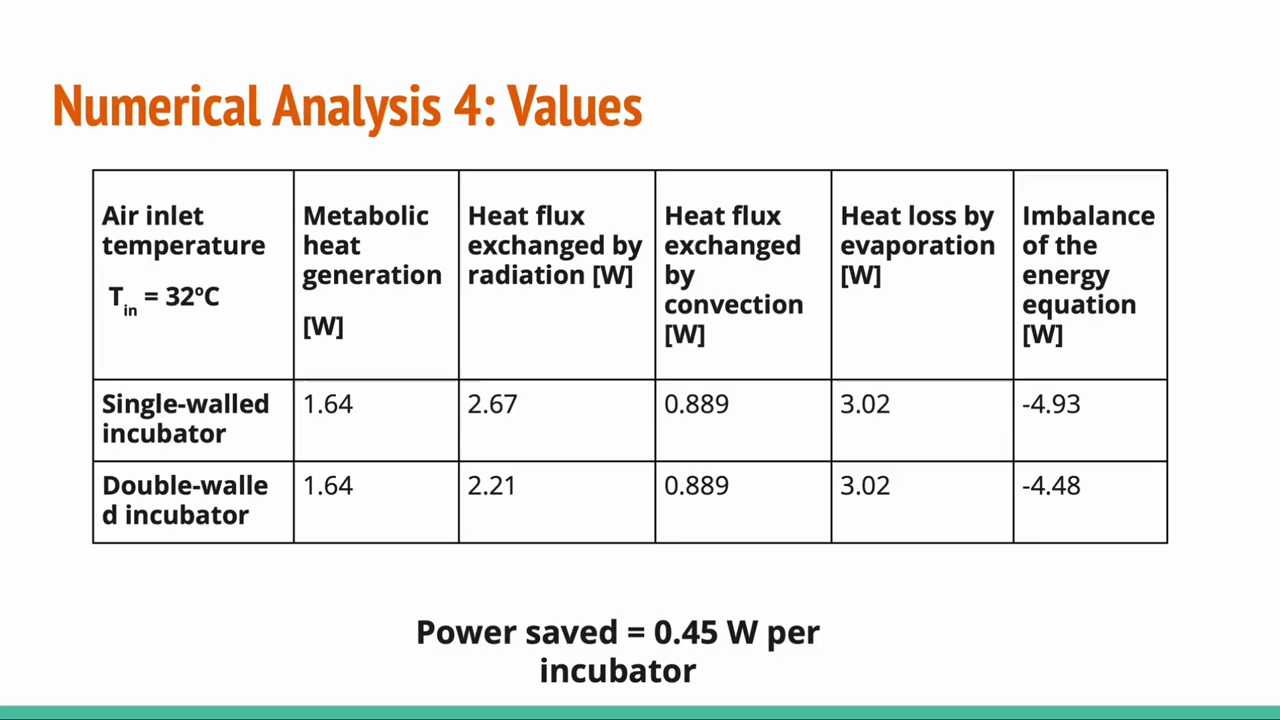 Numerical Analysis 4: Values
Air inlet
temperature
Tin = 32ºC
Metabolic
heat
generation
[W]
Heat flux
exchanged by
radiation [W]
Heat flux
exchanged
by
convection
[W]
Heat loss by
evaporation
[W]
Imbalance
of the
energy
equation
[W]
Single-walled
incubator
1.64
2.67
0.889
3.02
-4.93
Double-walle
d incubator
1.64
2.21
0.889
3.02
-4.48
Power saved = 0.45 W per
incubator